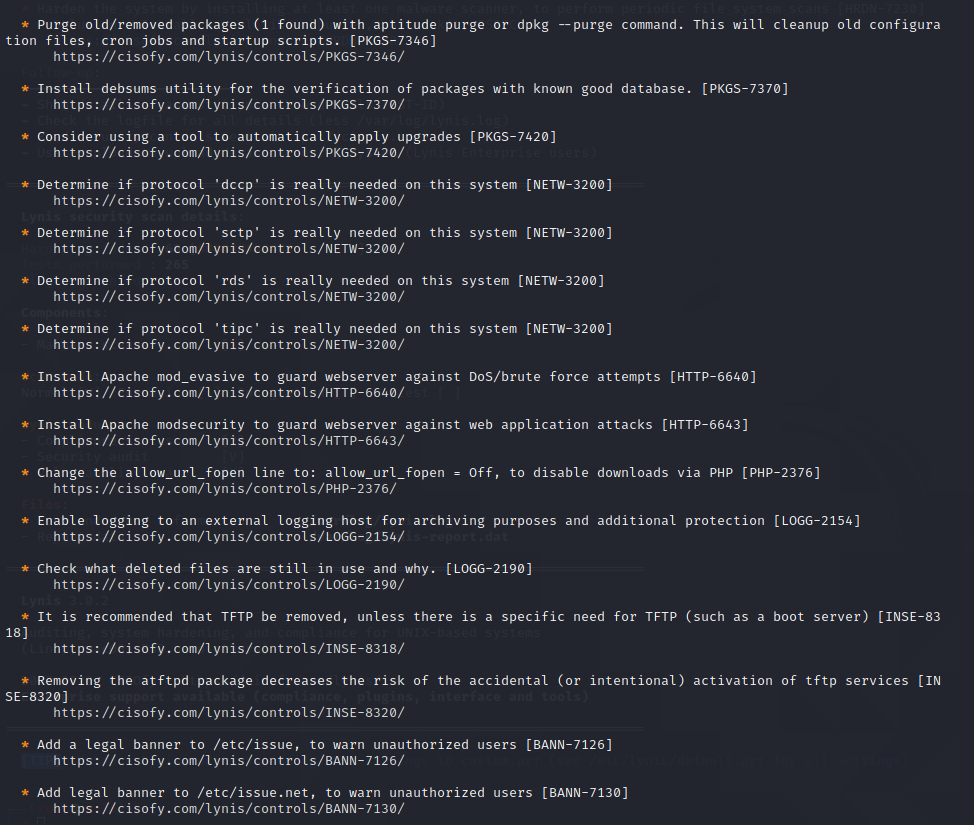 * Purge old/removed packages (1 found) with aptitude purge or dpkg --purge command. This will cleanup old configura
tion files, cron jobs and startup scripts. [PKGS-7346]
https://cisofy.com/lynis/controls/PKGS-7346/
* Install debsums utility for the verification of packages with known good database. [PKGS-7370]
https://cisofy.com/lynis/controls/PKGS-7370/
* Consider using a tool to automatically apply upgrades [PKGS-7420]
https://cisofy.com/lynis/controls/PKGS-7420/
* Determine if protocol 'dccp' is really needed on this system [NETW-3200]
https://cisofy.com/lynis/controls/NETW-3200/
* Determine if protocol 'sctp' is really needed on this system [NETW-3200]
https://cisofy.com/lynis/controls/NETW-3200/
* Determine if protocol 'rds' is really needed on this system [NETW-3200]
https://cisofy.com/lynis/controls/NETW-3200/
* Determine if protocol 'tipc' is really needed on this system [NETW-3200]
https://cisofy.com/lynis/controls/NETW-3200/
* Install Apache mod_evasive to guard webserver against DoS/brute force attempts [HTTP-6640]
https://cisofy.com/lynis/controls/HTTP-6640/
* Install Apache modsecurity to guard webserver against web application attacks [HTTP-6643]
https://cisofy.com/lynis/controls/HTTP-6643/
* Change the allow_url_fopen line to: allow_url_fopen = Off, to disable downloads via PHP [PHP-2376]
https://cisofy.com/lynis/controls/PHP-2376/
* Enable logging to an external logging host for archiving purposes and additional protection [LOGG-2154]
https://cisofy.com/lynis/controls/LOGG-2154/
* Check what deleted files are still in use and why. [LOGG-2190]
https://cisofy.com/lynis/controls/LOGG-2190/
* It is recommended that TFTP be removed, unless there is a specific need for TFTP (such as a boot server) [INSE-83
18]
https://cisofy.com/lynis/controls/INSE-8318/
* Removing the atftpd package decreases the risk of the accidental (or intentional) activation of tftp services [IN
SE-8320]
https://cisofy.com/lynis/controls/INSE-8320/
* Add a legal banner to /etc/issue, to warn unauthorized users [BANN-7126]
https://cisofy.com/lynis/controls/BANN-7126/
* Add legal banner to /etc/issue.net, to warn unauthorized users [BANN-7130]
https://cisofy.com/lynis/controls/BANN-7130/